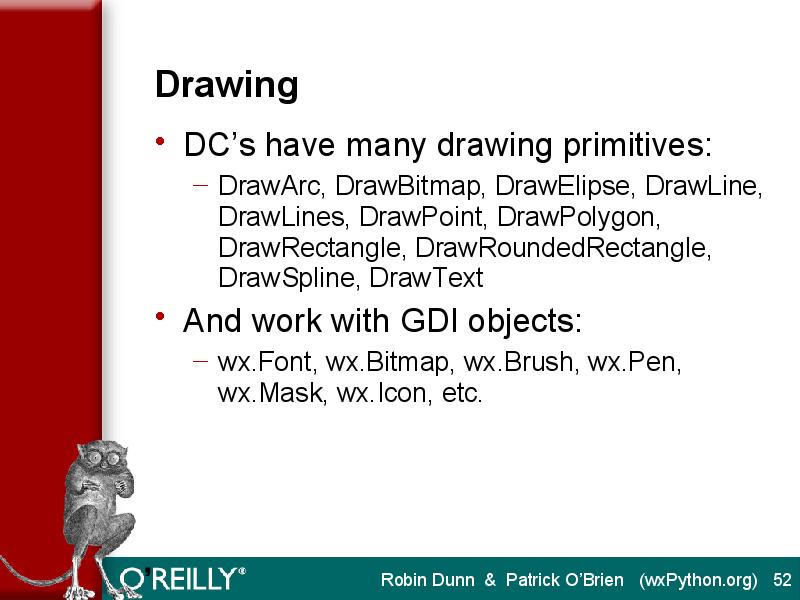 Drawing
• DC’s have many drawing primitives:
– DrawArc, DrawBitmap, DrawElipse, DrawLine,
DrawLines, DrawPoint, DrawPolygon,
DrawRectangle, DrawRoundedRectangle,
DrawSpline, DrawText
• And work with GDI objects:
– wx.Font, wx.Bitmap, wx.Brush, wx.Pen,
wx.Mask, wx.Icon, etc.
O’REILLY®
Robin Dunn & Patrick O’Brien (wxPython.org) 52